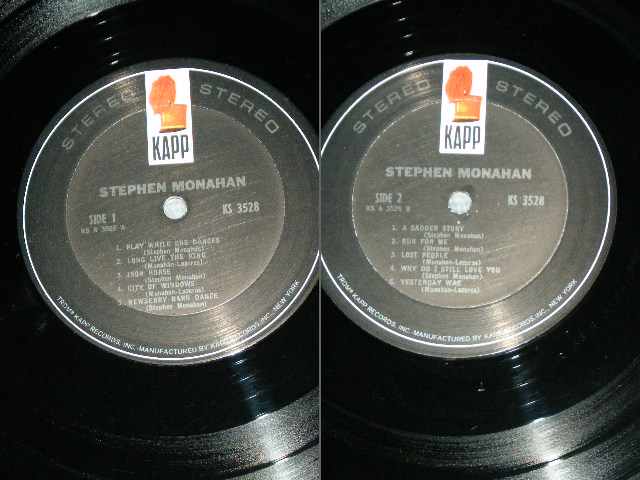 STEREO STEREO
KAPP
STEPHEN MONAHAN
SIDE 1
KS 3528
1. PLAY WHILE SHE DANCES
(Stephen Monahan)
2. LONG LIVE THE KING
(Monahan-Lazaros)
3. IRON HORSE
(Stephen Monahan)
4. CITY OF WINDOWS
(Monahan-Lazaros)
5. NEWBERRY BARN DANCE
(Stephen Monahan)
KAPP RECORDS, INC.-MANUFACTURED BY KAPP RECORDS, INC., NEW YORK
STEREO STEREO
KAPP
STEPHEN MONAHAN
SIDE 2
KS 3528
1. A SADDER STORY
(Stephen Monahan)
2. RUN FOR ME
(Stephen Monahan)
3. LOST PEOPLE
(Monahan-Lazaros)
4. WHY DO I STILL LOVE YOU
(Stephen Monahan)
5. YESTERDAY WAS
(Monahan-Lazaros)
KAPP RECORDS, INC.-MANUFACTURED BY KAPP RECORDS, INC., NEW YORK